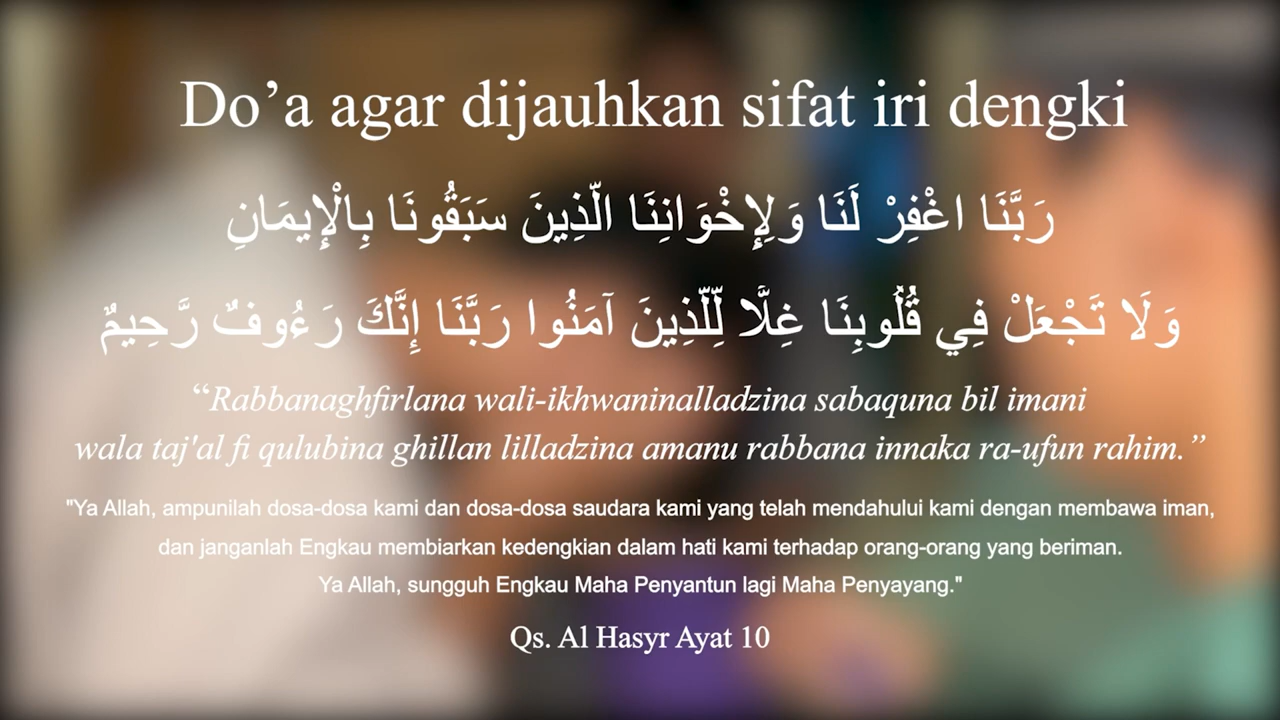 Do’a agar dijauhkan sifat iri dengki
رَبَّنَا اغْفِرْ لَنَا وَلِإِخْوَانِنَا الَّذِينَ سَبَقُونَا بِالْإِيمَانِ
وَلَا تَجْعَلْ فِي قُلُوبِنَا غِلًّا لِّلَّذِينَ آمَنُوا رَبَّنَا إِنَّكَ رَءُوفٌ رَّحِيمٌ
“Rabbanaghfirlana wali-ikhwaninalladzina sabaquna bil imani
wala taj'al fi qulubina ghillan lilladzina amanu rabbana innaka ra-ufun rahim.”
"Ya Allah, ampunilah dosa-dosa kami dan dosa-dosa saudara kami yang telah mendahului kami dengan membawa iman,
dan janganlah Engkau membiarkan kedengkian dalam hati kami terhadap orang-orang yang beriman.
Ya Allah, sungguh Engkau Maha Penyantun lagi Maha Penyayang."
Qs. Al Hasyr Ayat 10